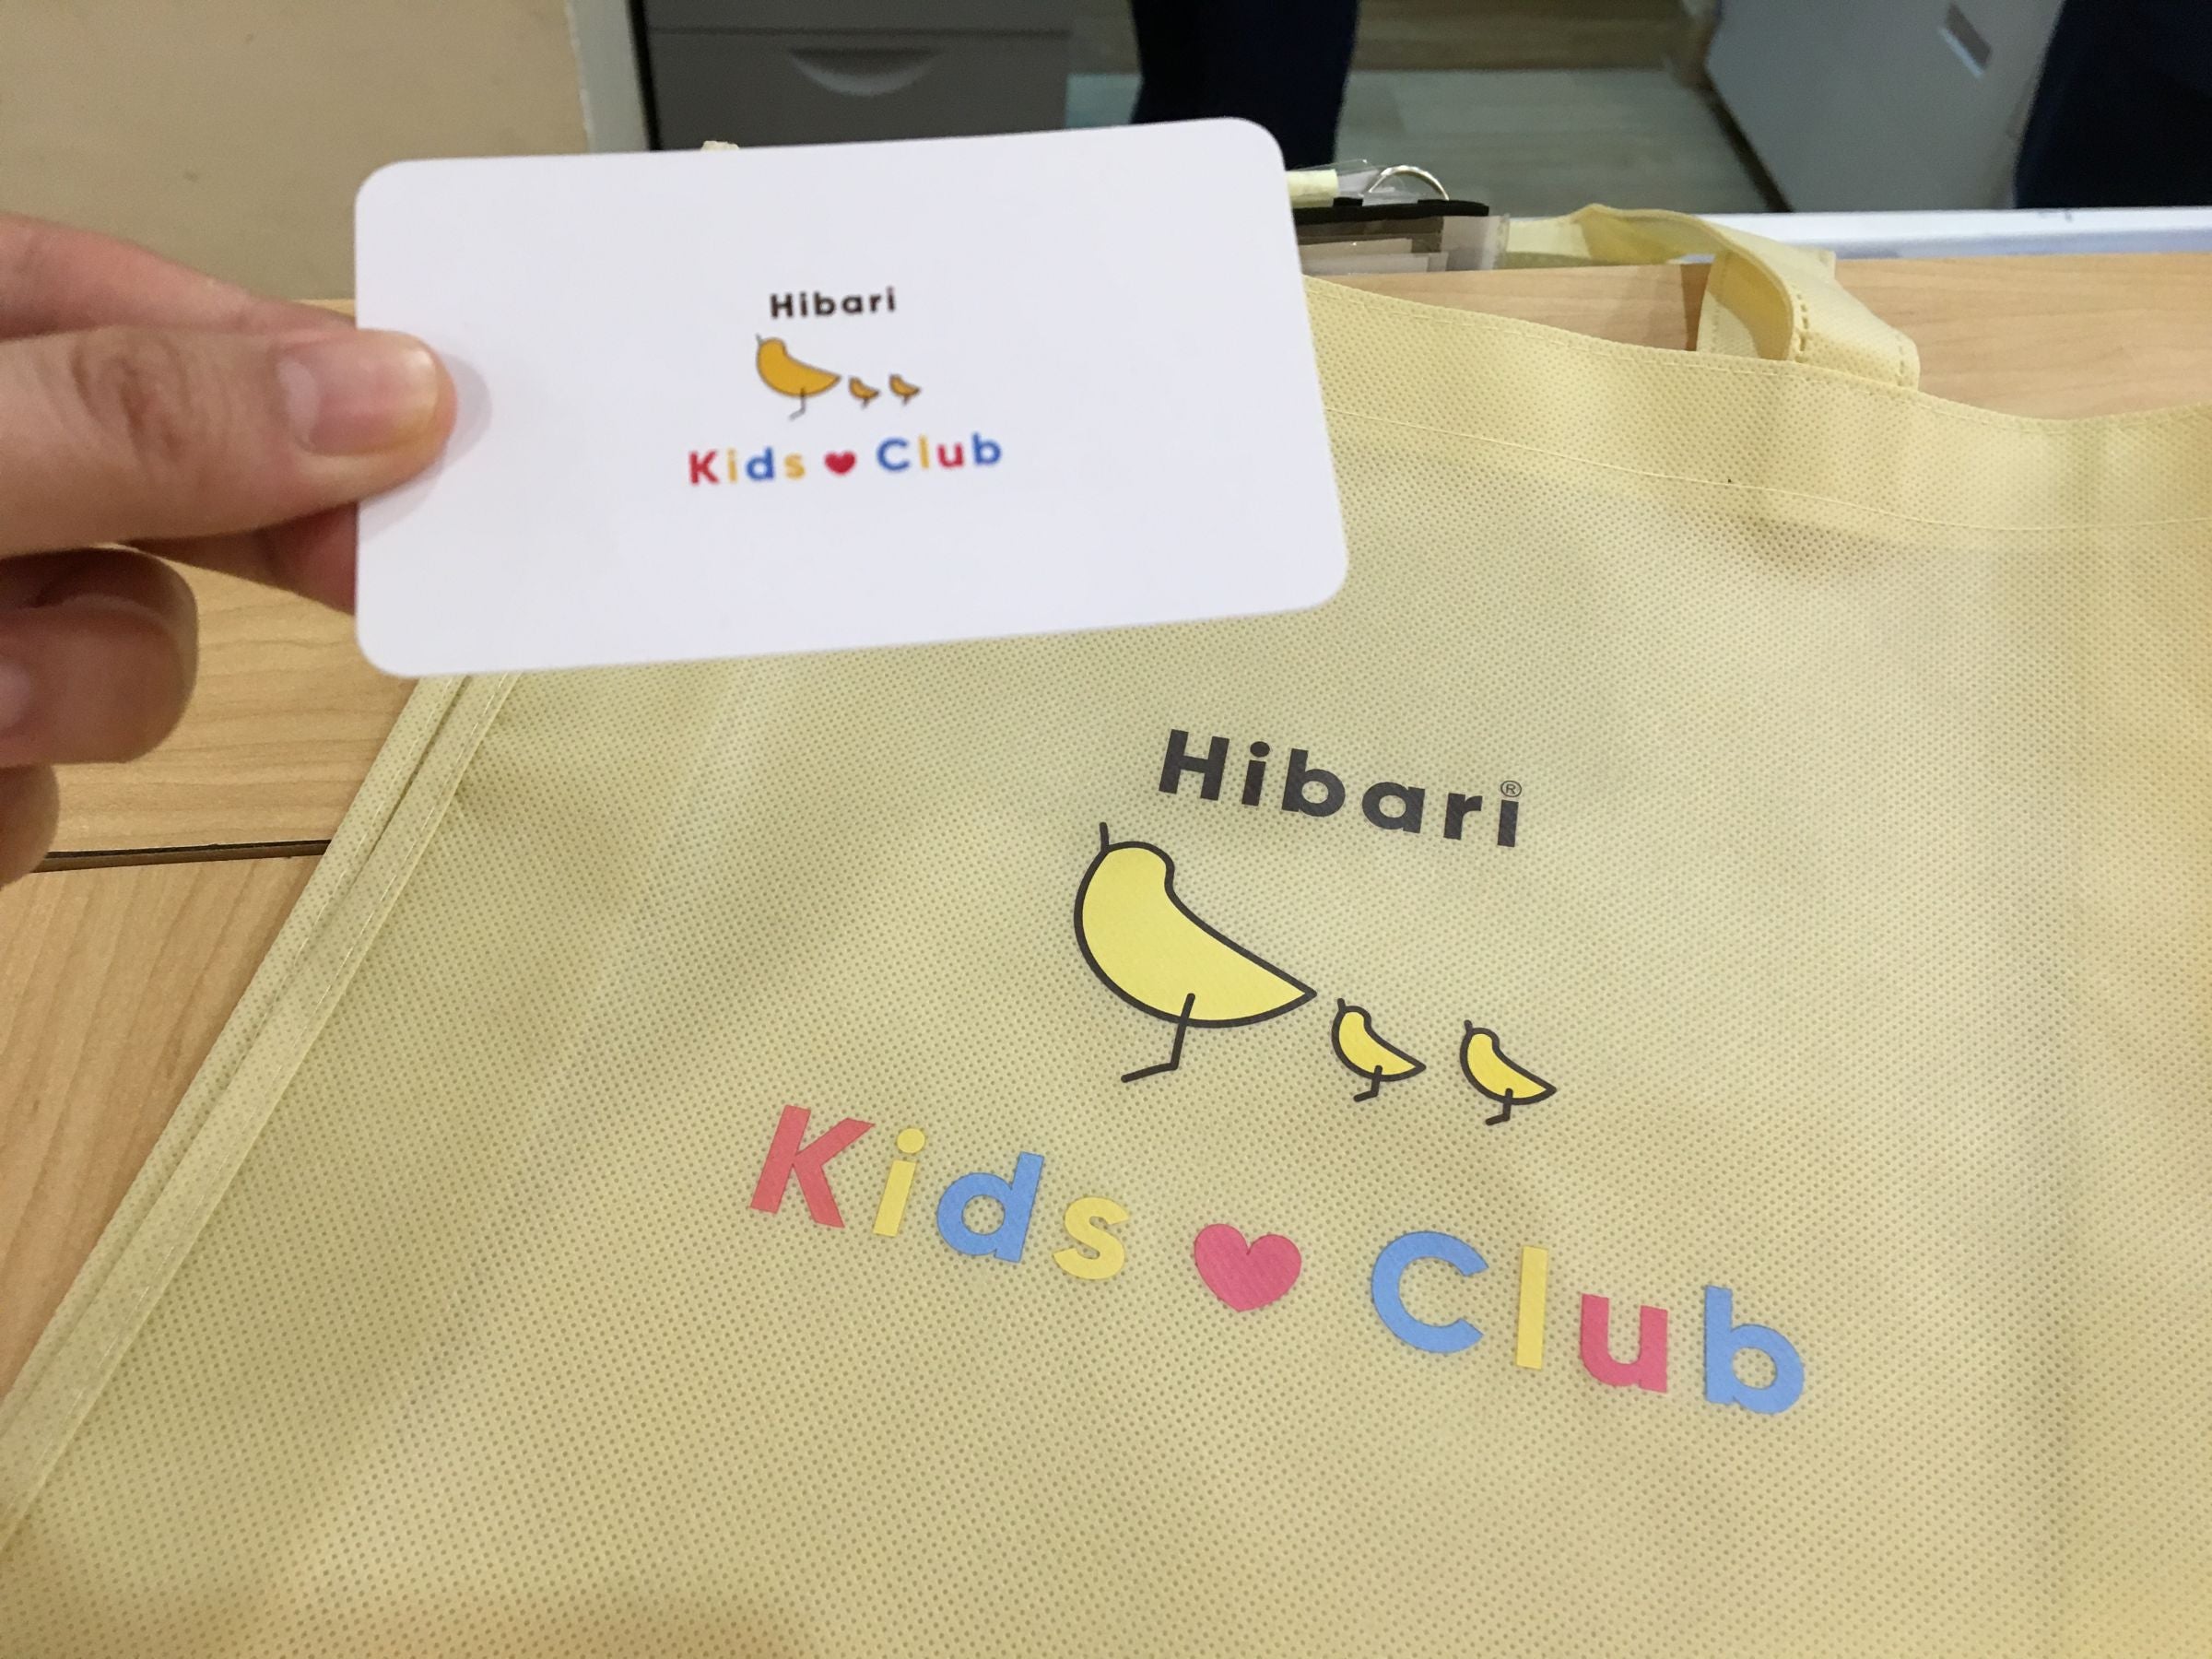 Hibari
Kids ♥ Club
Hibari®
Kids ♥ Club